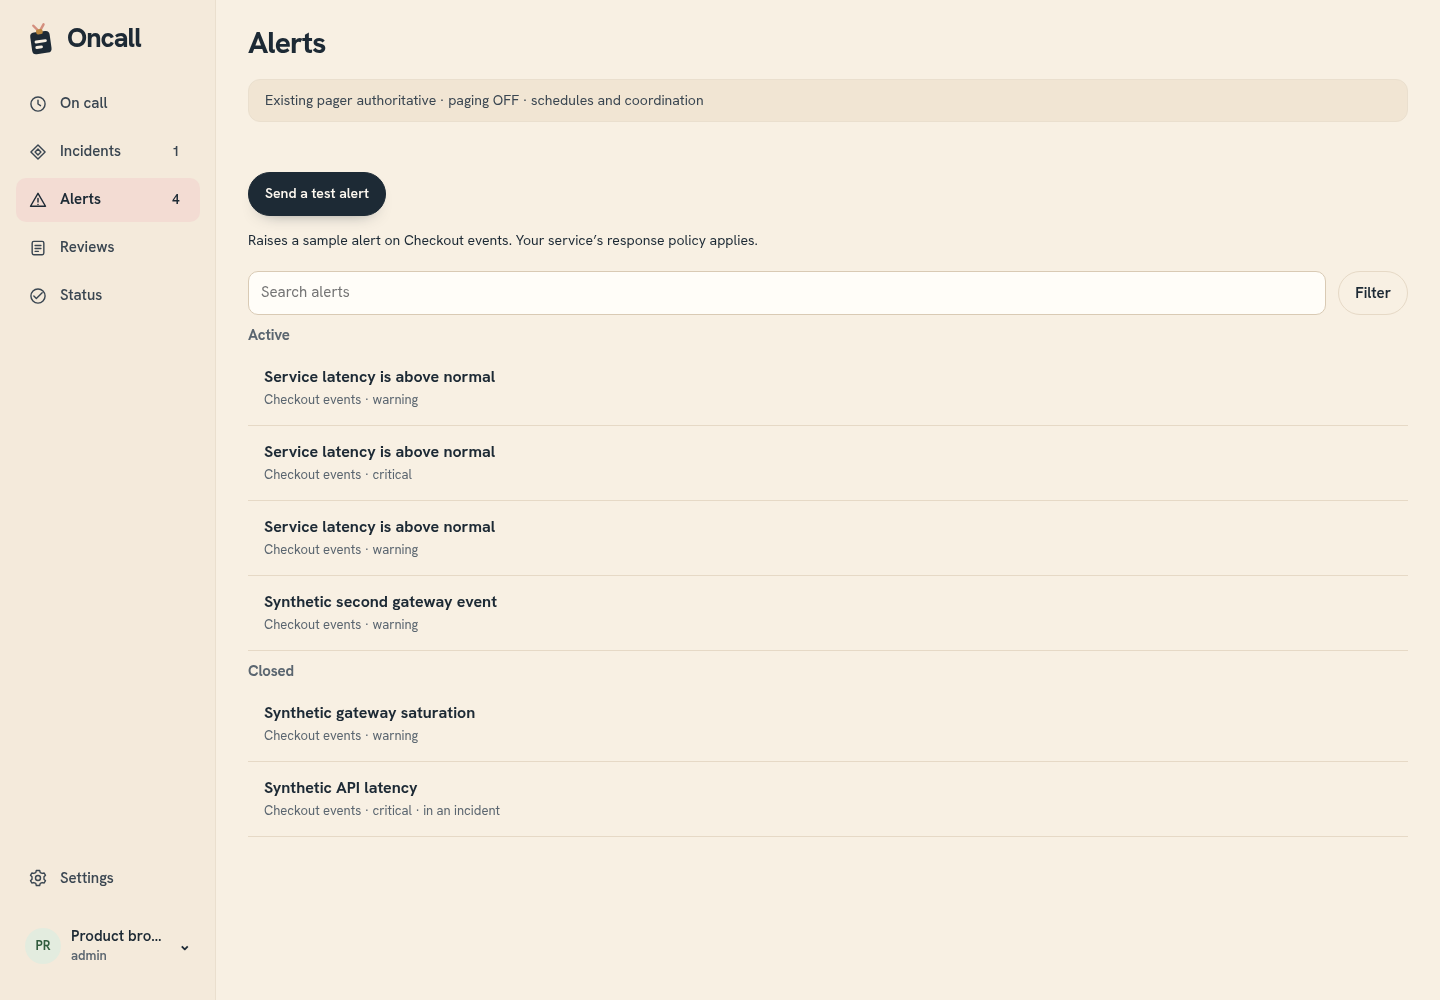 Oncall
On call
Incidents 1
Alerts 4
Reviews
Status
Settings
PR
Product bro...
admin
Alerts
Existing pager authoritative · paging OFF · schedules and coordination
Send a test alert
Raises a sample alert on Checkout events. Your service’s response policy applies.
Search alerts
Filter
Active
Service latency is above normal
Checkout events · warning
Service latency is above normal
Checkout events · critical
Service latency is above normal
Checkout events · warning
Synthetic second gateway event
Checkout events · warning
Closed
Synthetic gateway saturation
Checkout events · warning
Synthetic API latency
Checkout events · critical · in an incident